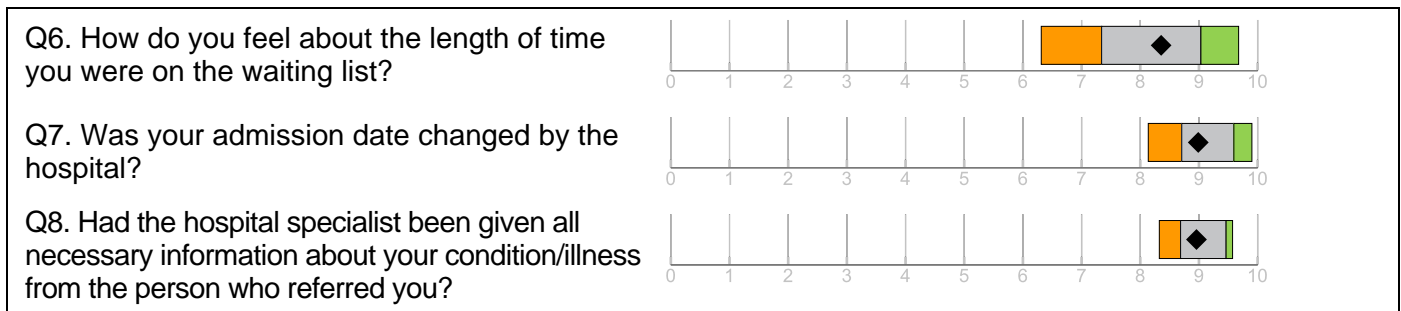 Q6. How do you feel about the length of time
you were on the waiting list?
0 1 2 3 4 5 6 7 8 9 10
Q7. Was your admission date changed by the
hospital?
0 1 2 3 4 5 6 7 8 9 10
Q8. Had the hospital specialist been given all
necessary information about your condition/illness
from the person who referred you?
0 1 2 3 4 5 6 7 8 9 10